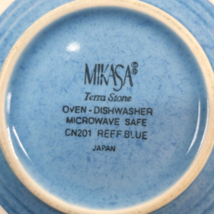 MIKASA®
Terra Stone
OVEN - DISHWASHER
MICROWAVE SAFE
CN201 REEF BLUE
JAPAN